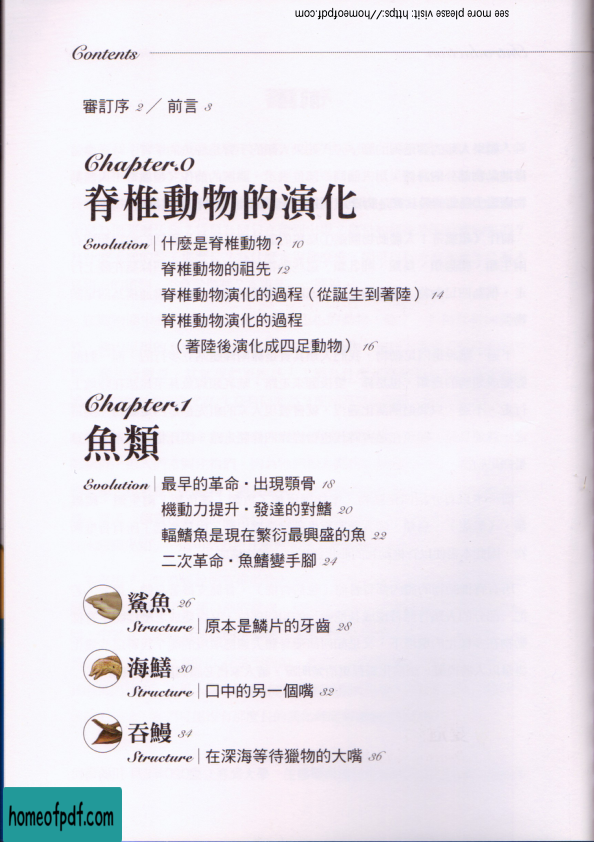 see more please visit: https://homeofpdf.com
Contents
審訂序 2 / 前言 3
Chapter.0
脊椎動物的演化
Evolution | 什麼是脊椎動物？ 10
脊椎動物的祖先 12
脊椎動物演化的過程（從誕生到著陸） 14
脊椎動物演化的過程
（著陸後演化成四足動物） 16
Chapter.1
魚類
Evolution | 最早的革命・出現顎骨 18
機動力提升・發達的對鰭 20
輻鰭魚是現在繁衍最興盛的魚 22
二次革命・魚鰭變手腳 24
鯊魚 26
Structure | 原本是鱗片的牙齒 28
海鱔 30
Structure | 口中的另一個嘴 32
吞鰻 34
Structure | 在深海等待獵物的大嘴 36
homeofpdf.com